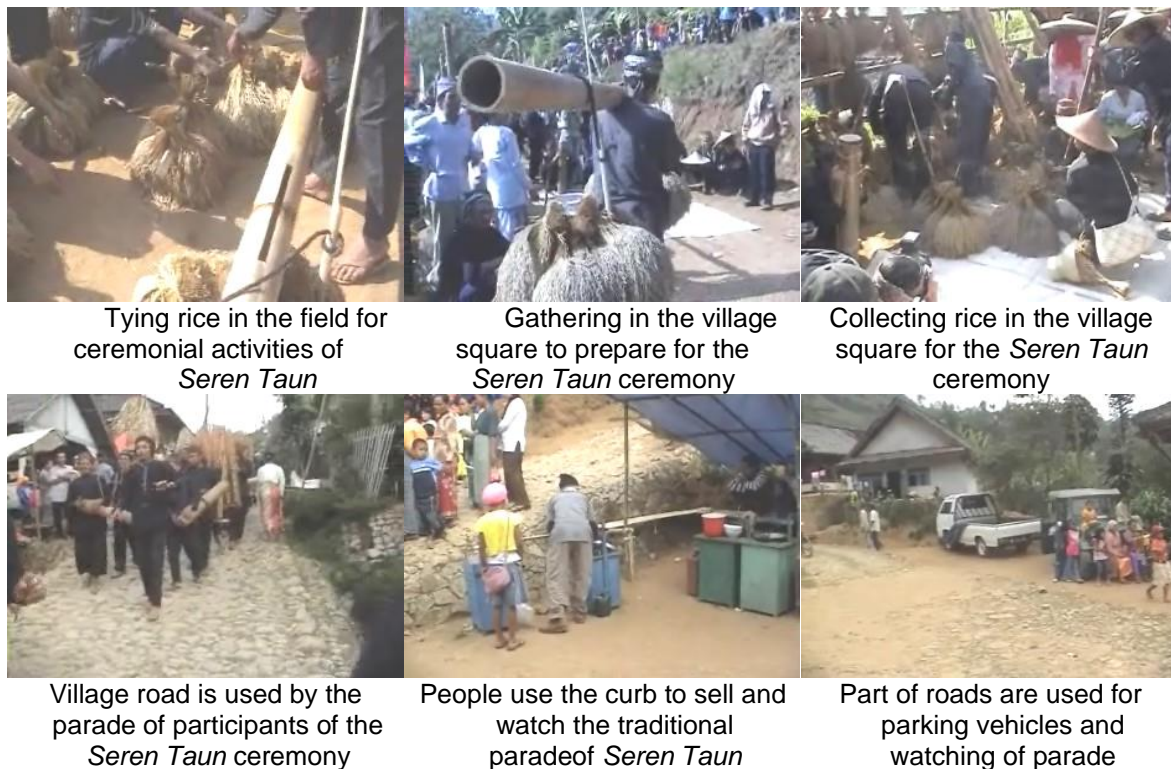 Tying rice in the field for
ceremonial activities of
Seren Taun
Gathering in the village
square to prepare for the
Seren Taun ceremony
Collecting rice in the village
square for the Seren Taun
ceremony
Village road is used by the
parade of participants of the
Seren Taun ceremony
People use the curb to sell and
watch the traditional
paradeof Seren Taun
Part of roads are used for
parking vehicles and
watching of parade